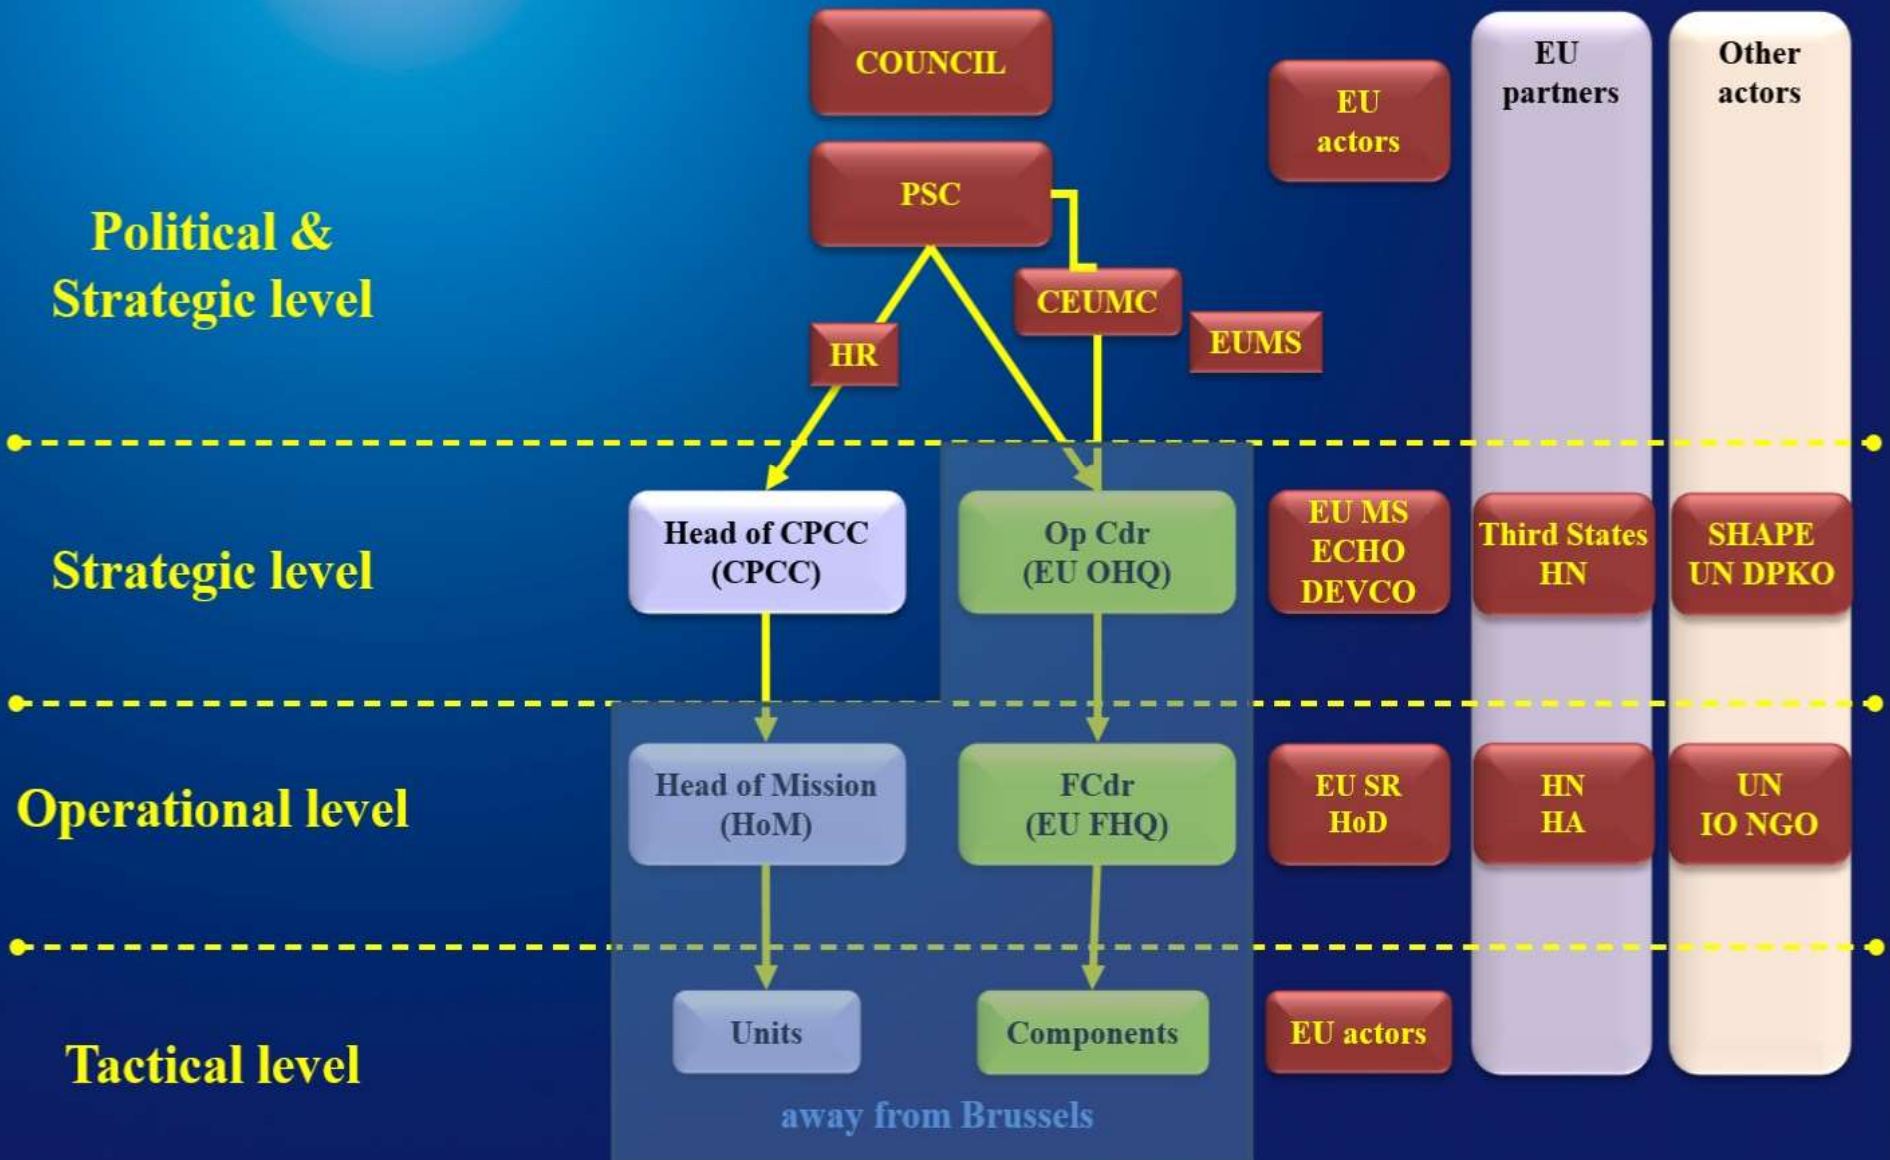 COUNCIL
EU
actors
EU
partners
Other
actors
PSC
Political &
Strategic level
CEUMC
HR
EUMS
Strategic level
Head of CPCC
(CPCC)
Op Cdr
(EU OHQ)
EU MS
ECHO
DEVCO
Third States
HN
SHAPE
UN DPKO
Operational level
Head of Mission
(HoM)
FCdr
(EU FHQ)
EU SR
HoD
HN
HA
UN
IO NGO
Tactical level
Units
Components
EU actors
away from Brussels